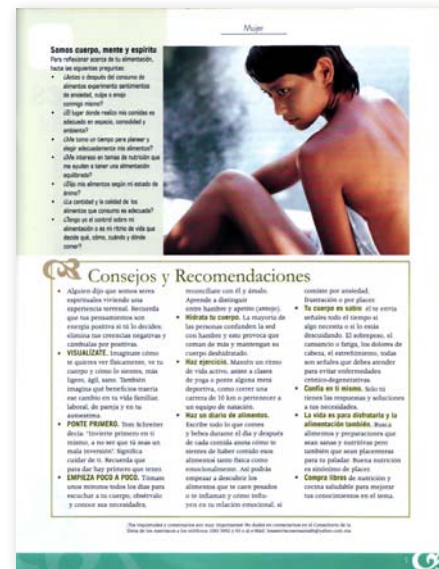 Mujer
Somos cuerpo, mente y espíritu
Para reflexionar acerca de tu alimentación,
hazte las siguientes preguntas:
• ¿Antes o después del consumo de
alimentos experimento sentimientos
de ansiedad, culpa o enojo
conmigo mismo?
• ¿El lugar donde realizo mis comidas es
adecuado en espacio, comodidad y
ambiente?
• ¿Me tomo un tiempo para planear y
elegir adecuadamente mis alimentos?
• ¿Me intereso en temas de nutrición que
me ayuden a tener una alimentación
equilibrada?
• ¿Elijo mis alimentos según mi estado de
ánimo?
• ¿La cantidad y la calidad de los
alimentos que consumo es adecuada?
• ¿Tengo yo el control sobre mi
alimentación o es mi ritmo de vida que
decide qué, cómo, cuándo y dónde
comer?
Consejos y Recomendaciones
• Alguien dijo que somos seres
espirituales viviendo una
experiencia terrenal. Recuerda
que tus pensamientos son
energía positiva si tú lo decides;
elimina tus creencias negativas y
cámbialas por positivas.
• VISUALÍZATE. Imagínate cómo
te quieres ver físicamente, ve tu
cuerpo y cómo lo sientes, más
ligero, ágil, sano. También
imagina qué beneficios traería
ese cambio en tu vida familiar,
laboral, de pareja y en tu
autoestima.
• PONTE PRIMERO. Tom Schreiter
decía: "Invierte primero en ti
mismo, a no ser que tú seas un
mala inversión". Significa
cuidar de ti. Recuerda que
para dar hay primero que tener.
• EMPIEZA POCO A POCO. Tómate
unos minutos todos los días para
escuchar a tu cuerpo, obsérvalo
y conoce sus necesidades,
reconcíliate con él y ámalo.
Aprende a distinguir
entre hambre y apetito (antojo).
• Hidrata tu cuerpo. La mayoría de
las personas confunden la sed
con hambre y esto provoca que
coman de más y mantengan su
cuerpo deshidratado.
• Haz ejercicio. Mantén un ritmo
de vida activo, asiste a clases
de yoga o ponte alguna meta
deportiva, como correr una
carrera de 10 km o pertenecer a
un equipo de natación.
• Haz un diario de alimentos.
Escribe todo lo que comes
y bebes durante el día y después
de cada comida anota cómo te
sientes de haber comido esos
alimentos tanto física como
emocionalmente. Así podrás
empezar a descubrir los
alimentos que te caen pesados
o te inflaman y cómo influ-
yen en tu relación emocional, si
comiste por ansiedad,
frustración o por placer.
• Tu cuerpo es sabio él te envía
señales todo el tiempo si
algo necesita o si lo estás
descuidando. El sobrepeso, el
cansancio o fatiga, los dolores de
cabeza, el estreñimiento, todas
son señales que debes atender
para evitar enfermedades
crónico-degenerativas.
• Confía en ti mismo. Sólo tú
tienes las respuestas y soluciones
a tus necesidades.
• La vida es para disfrutarla y la
alimentación también. Busca
alimentos y preparaciones que
sean sanas y nutritivas pero
también que sean placenteras
para tu paladar. Buena nutrición
es sinónimo de placer.
• Compra libros de nutrición y
cocina saludable para mejorar
tus conocimientos en el tema.